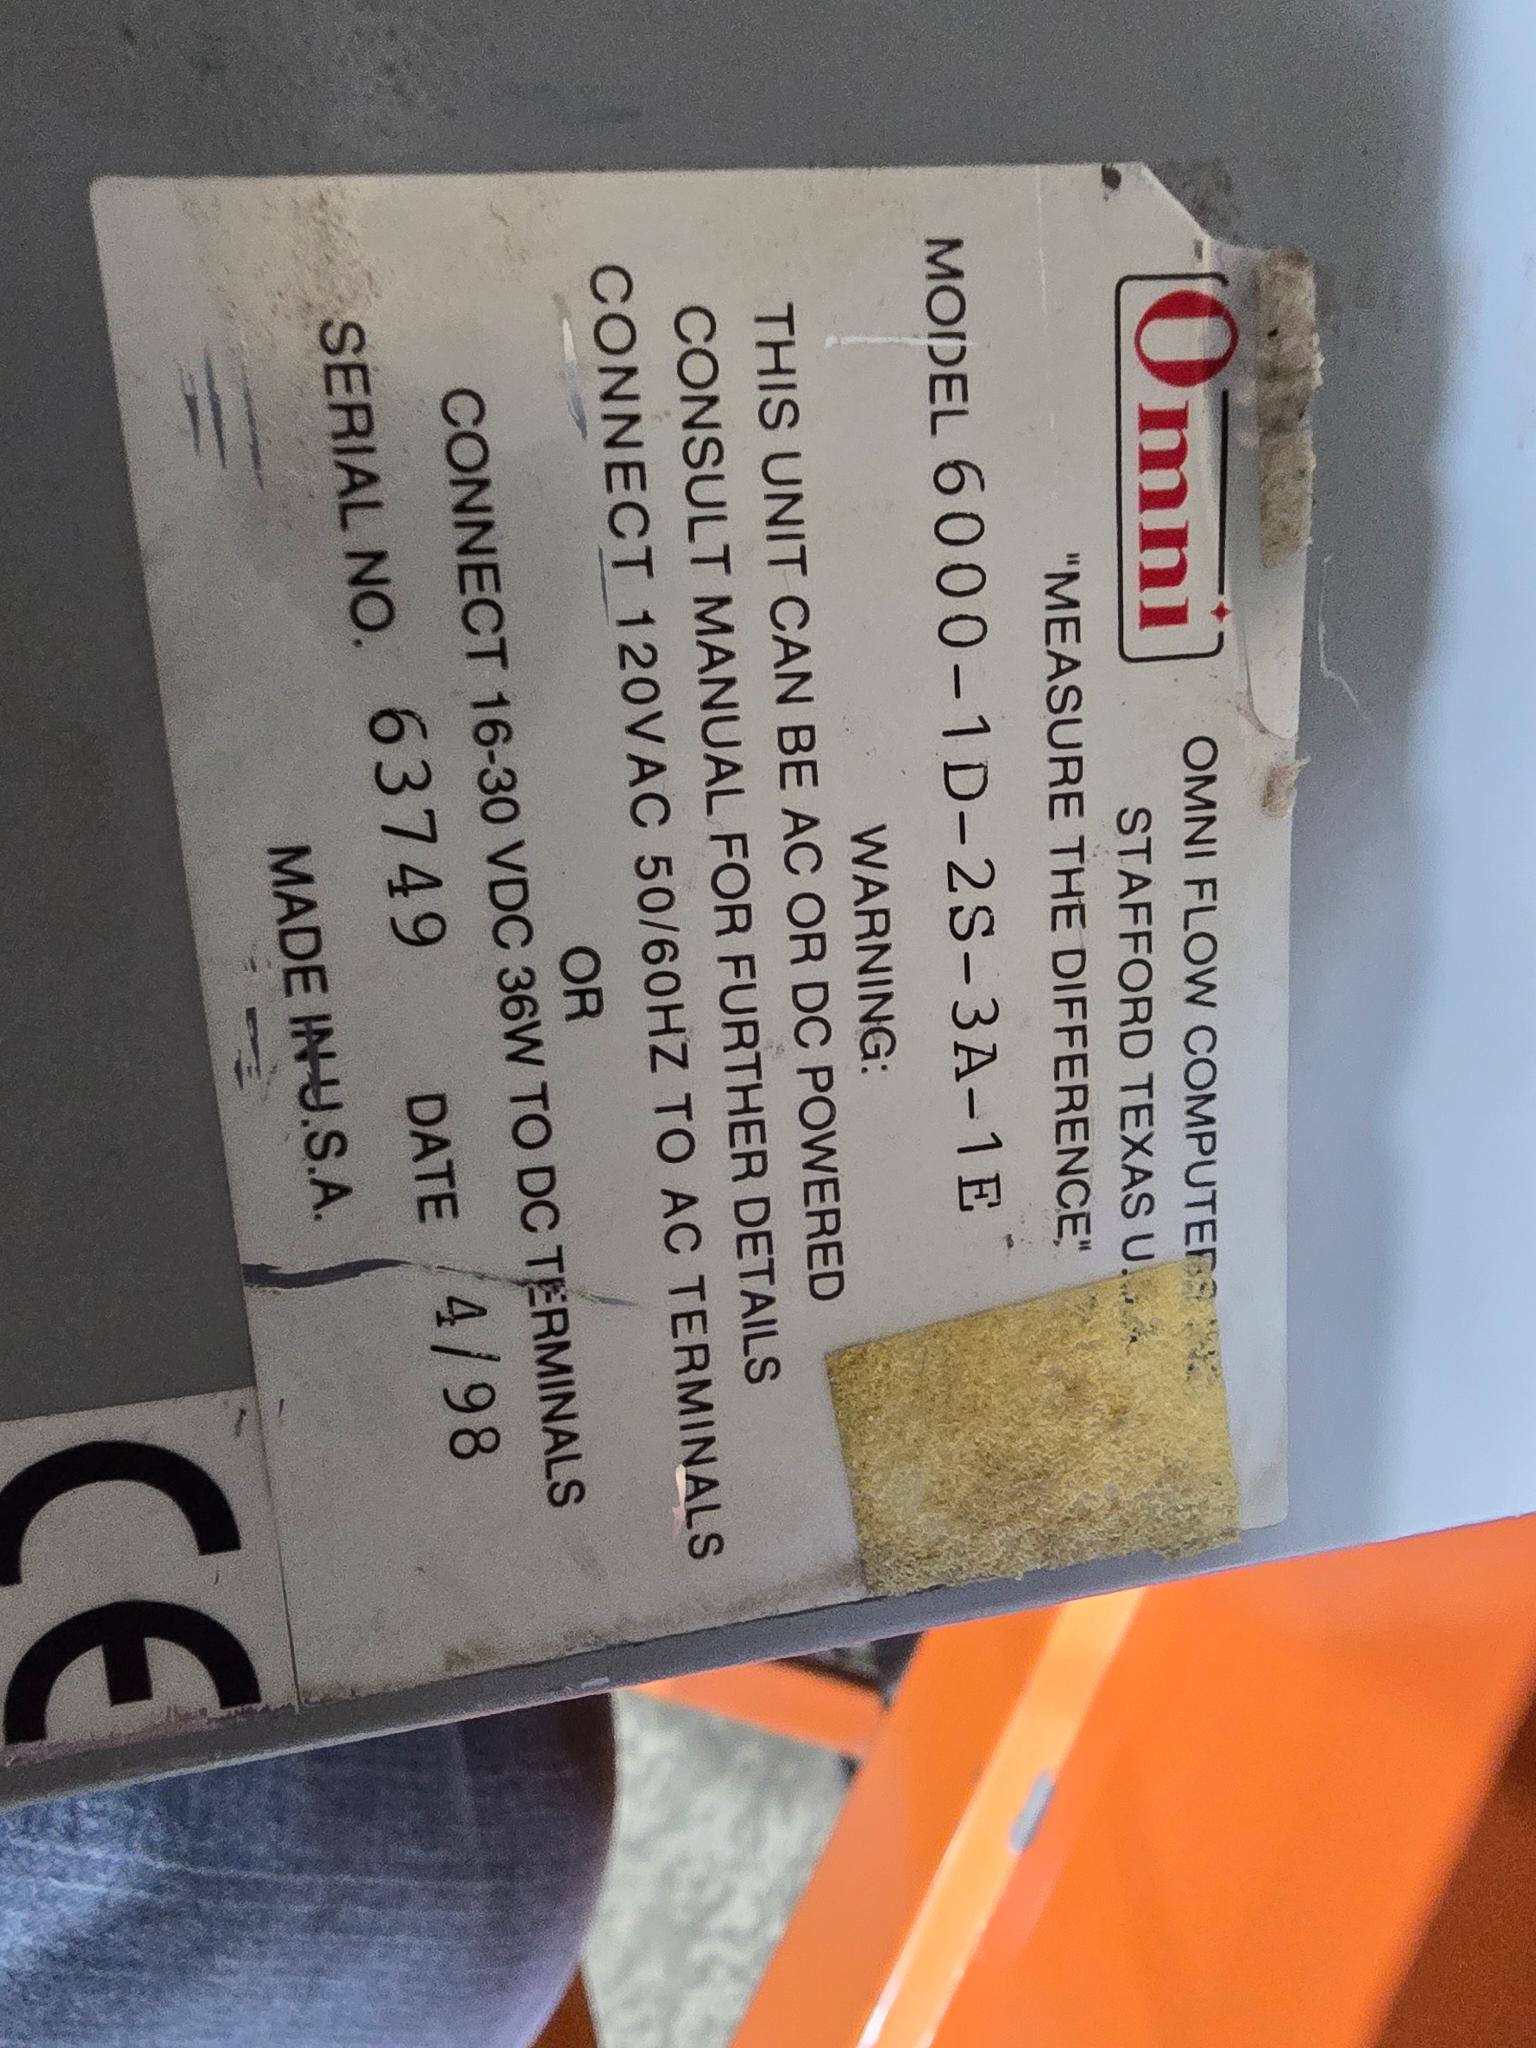 Omni
OMNI FLOW COMPUTERS
STAFFORD TEXAS U.
"MEASURE THE DIFFERENCE"
MODEL 6000-1D-2S-3A-1E
WARNING:
THIS UNIT CAN BE AC OR DC POWERED
CONSULT MANUAL FOR FURTHER DETAILS
CONNECT 120VAC 50/60HZ TO AC TERMINALS
OR
CONNECT 16-30 VDC 36W TO DC TERMINALS
SERIAL NO. 63749 DATE 4/98
MADE IN U.S.A.
CE